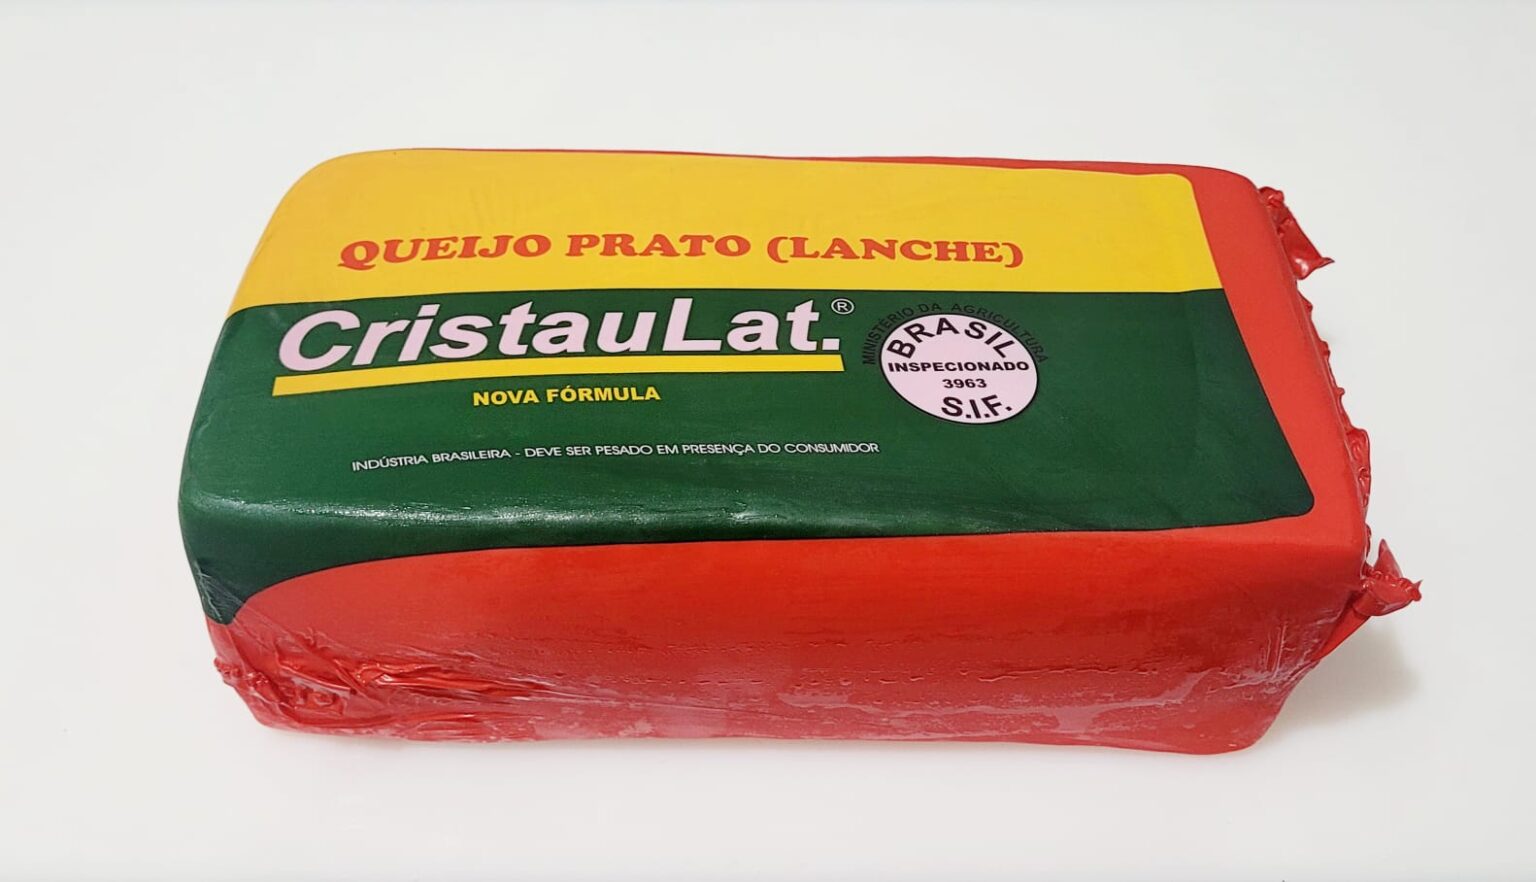 QUEIJO PRATO (LANCHE)
CristauLat.®
NOVA FÓRMULA
MINISTÉRIO DA AGRICULTURA
BRASIL
INSPECIONADO
3963
S.I.F.
INDÚSTRIA BRASILEIRA - DEVE SER PESADO EM PRESENÇA DO CONSUMIDOR